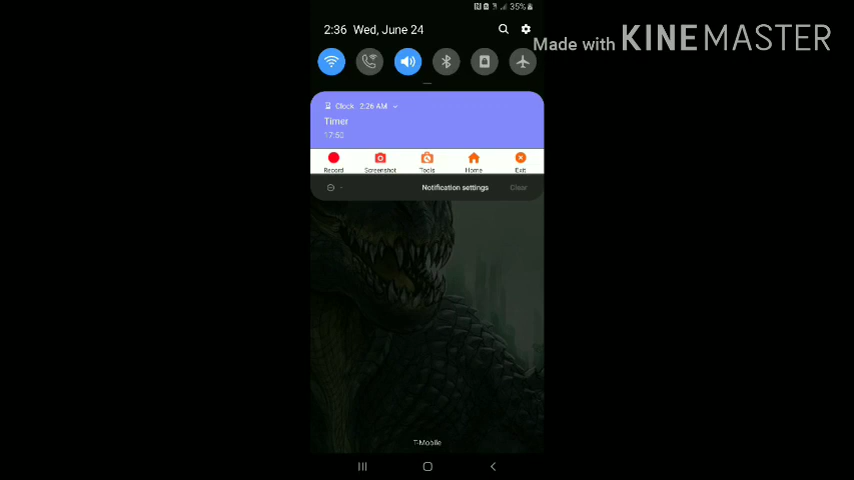 35%
2:36 Wed, June 24
Made with KINEMASTER
Clock 2:26 AM
Timer
17:50
Record Screenshot Tools Home Exit
Notification settings Clear
T-Mobile